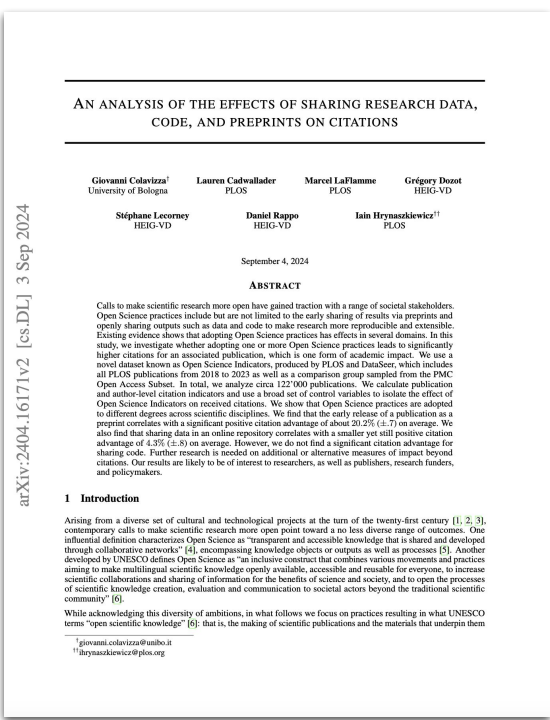 AN ANALYSIS OF THE EFFECTS OF SHARING RESEARCH DATA,
CODE, AND PREPRINTS ON CITATIONS
Giovanni Colavizza† Lauren Cadwallader Marcel LaFlamme Grégory Dozot
University of Bologna PLOS PLOS HEIG-VD
Stéphane Lecorney Daniel Rappo Iain Hrynaszkiewicz††
HEIG-VD HEIG-VD PLOS
September 4, 2024
ABSTRACT
Calls to make scientific research more open have gained traction with a range of societal stakeholders.
Open Science practices include but are not limited to the early sharing of results via preprints and
openly sharing outputs such as data and code to make research more reproducible and extensible.
Existing evidence shows that adopting Open Science practices has effects in several domains. In this
study, we investigate whether adopting one or more Open Science practices leads to significantly
higher citations for an associated publication, which is one form of academic impact. We use a
novel dataset known as Open Science Indicators, produced by PLOS and DataSeer, which includes
all PLOS publications from 2018 to 2023 as well as a comparison group sampled from the PMC
Open Access Subset. In total, we analyze circa 122'000 publications. We calculate publication
and author-level citation indicators and use a broad set of control variables to isolate the effect
of Open Science Indicators on received citations. We show that Open Science practices are adopted
to different degrees across scientific disciplines. We find that the early release of a publication as a
preprint correlates with a significant positive citation advantage of about 20.2% (±.7) on average. We
also find that sharing data in an online repository correlates with a smaller yet still positive citation
advantage of 4.3% (±.8) on average. However, we do not find a significant citation advantage for
sharing code. Further research is needed on additional or alternative measures of impact beyond
citations. Our results are likely to be of interest to researchers, as well as publishers, research funders,
and policymakers.
1 Introduction
Arising from a diverse set of cultural and technological projects at the turn of the twenty-first century [1, 2, 3],
contemporary calls to make scientific research more open point toward a no less diverse range of outcomes. One
influential definition characterizes Open Science as “transparent and accessible knowledge that is shared and developed
through collaborative networks” [4], encompassing knowledge objects or outputs as well as processes [5]. Another
developed by UNESCO defines Open Science as “an inclusive construct that combines various movements and practices
aiming to make multilingual scientific knowledge openly available, accessible and reusable for everyone, to increase
scientific collaborations and sharing of information for the benefits of science and society, and to open the processes
of scientific knowledge creation, evaluation and communication to societal actors beyond the traditional scientific
community” [6].
While acknowledging this diversity of ambitions, in what follows we focus on practices resulting in what UNESCO
terms “open scientific knowledge” [6]: that is, the making of scientific publications and the materials that underpin them
†giovanni.colavizza@unibo.it
††ihrynaszkiewicz@plos.org
arXiv:2404.16171v2 [cs.DL] 3 Sep 2024